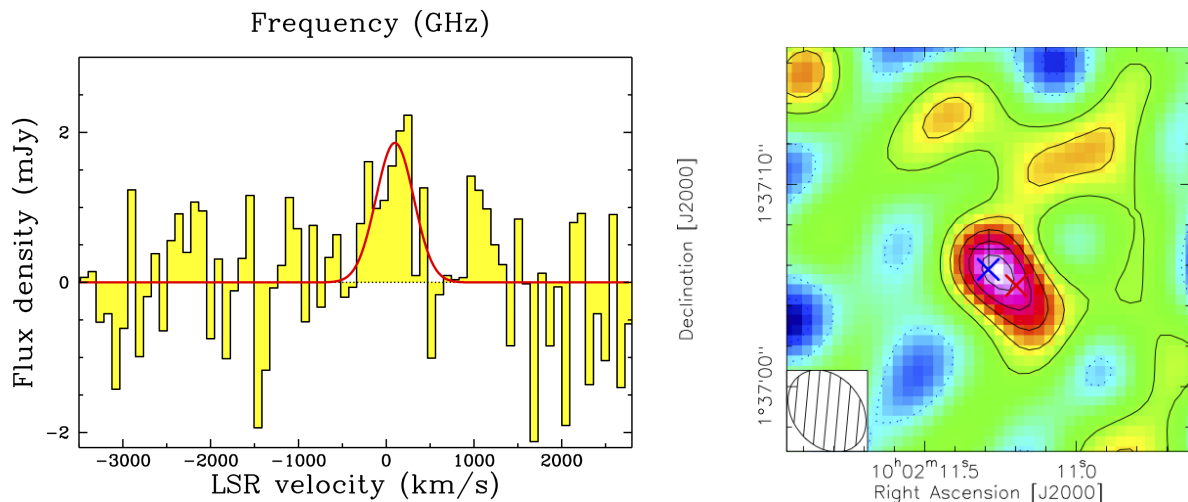 Frequency (GHz)
Flux density (mJy)
2
0
−2
−3000 −2000 −1000 0 1000 2000
LSR velocity (km/s)
Declination [J2000]
1°37'10"
1°37'00"
10ʰ02ᵐ11ˢ.5 11ˢ.0
Right Ascension [J2000]